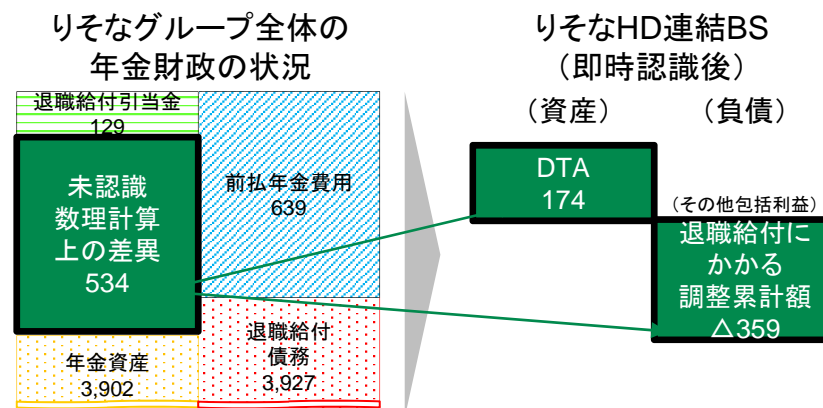 りそなグループ全体の
年金財政の状況
退職給付引当金
129
未認識
数理計算
上の差異
534
前払年金費用
639
年金資産
3,902
退職給付
債務
3,927
りそなHD連結BS
（即時認識後）
（資産）
（負債）
DTA
174
（その他包括利益）
退職給付に
かかる
調整累計額
△359